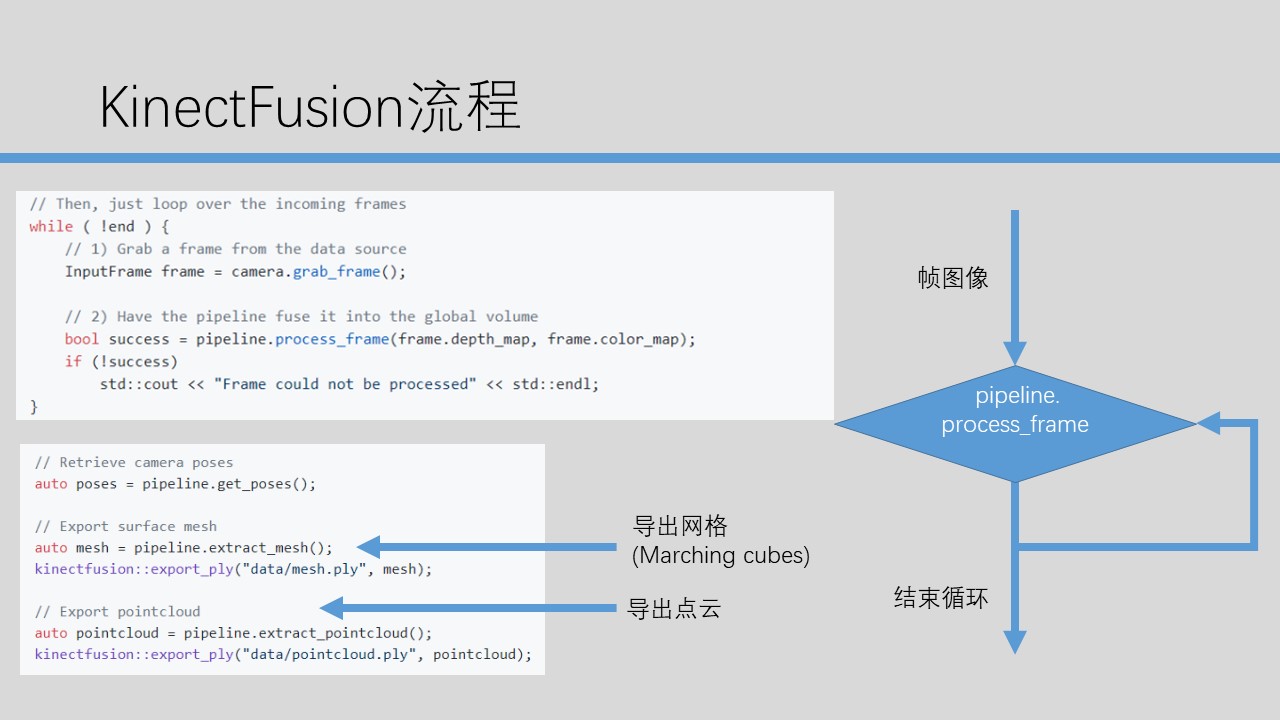 KinectFusion流程
// Then, just loop over the incoming frames
while ( !end ) {
    // 1) Grab a frame from the data source
    InputFrame frame = camera.grab_frame();
    // 2) Have the pipeline fuse it into the global volume
    bool success = pipeline.process_frame(frame.depth_map, frame.color_map);
    if (!success)
        std::cout << "Frame could not be processed" << std::endl;
}
// Retrieve camera poses
auto poses = pipeline.get_poses();
// Export surface mesh
auto mesh = pipeline.extract_mesh();
kinectfusion::export_ply("data/mesh.ply", mesh);
// Export pointcloud
auto pointcloud = pipeline.extract_pointcloud();
kinectfusion::export_ply("data/pointcloud.ply", pointcloud);
导出网格
(Marching cubes)
导出点云
帧图像
pipeline.
process_frame
结束循环